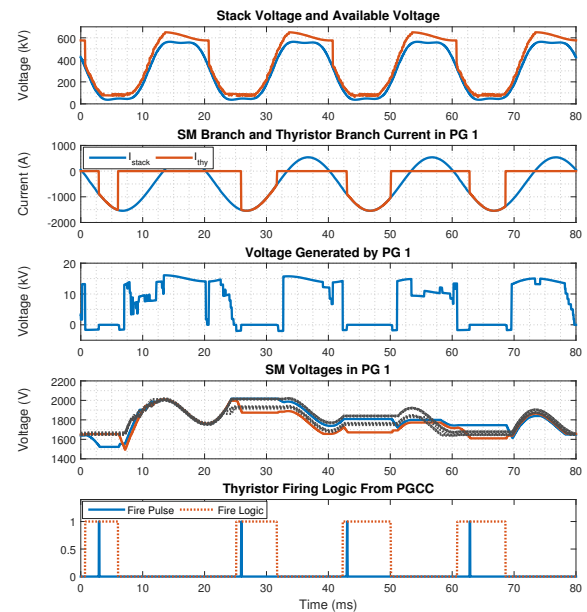 Stack Voltage and Available Voltage
Voltage (kV)
600
400
200
0
0 10 20 30 40 50 60 70 80
SM Branch and Thyristor Branch Current in PG 1
Current (A)
I_stack I_thy
1000
0
-1000
-2000
0 10 20 30 40 50 60 70 80
Voltage Generated by PG 1
Voltage (kV)
20
10
0
0 10 20 30 40 50 60 70 80
SM Voltages in PG 1
Voltage (V)
2200
2000
1800
1600
1400
0 10 20 30 40 50 60 70 80
Thyristor Firing Logic From PGCC
Fire Pulse Fire Logic
1
0.5
0
0 10 20 30 40 50 60 70 80
Time (ms)